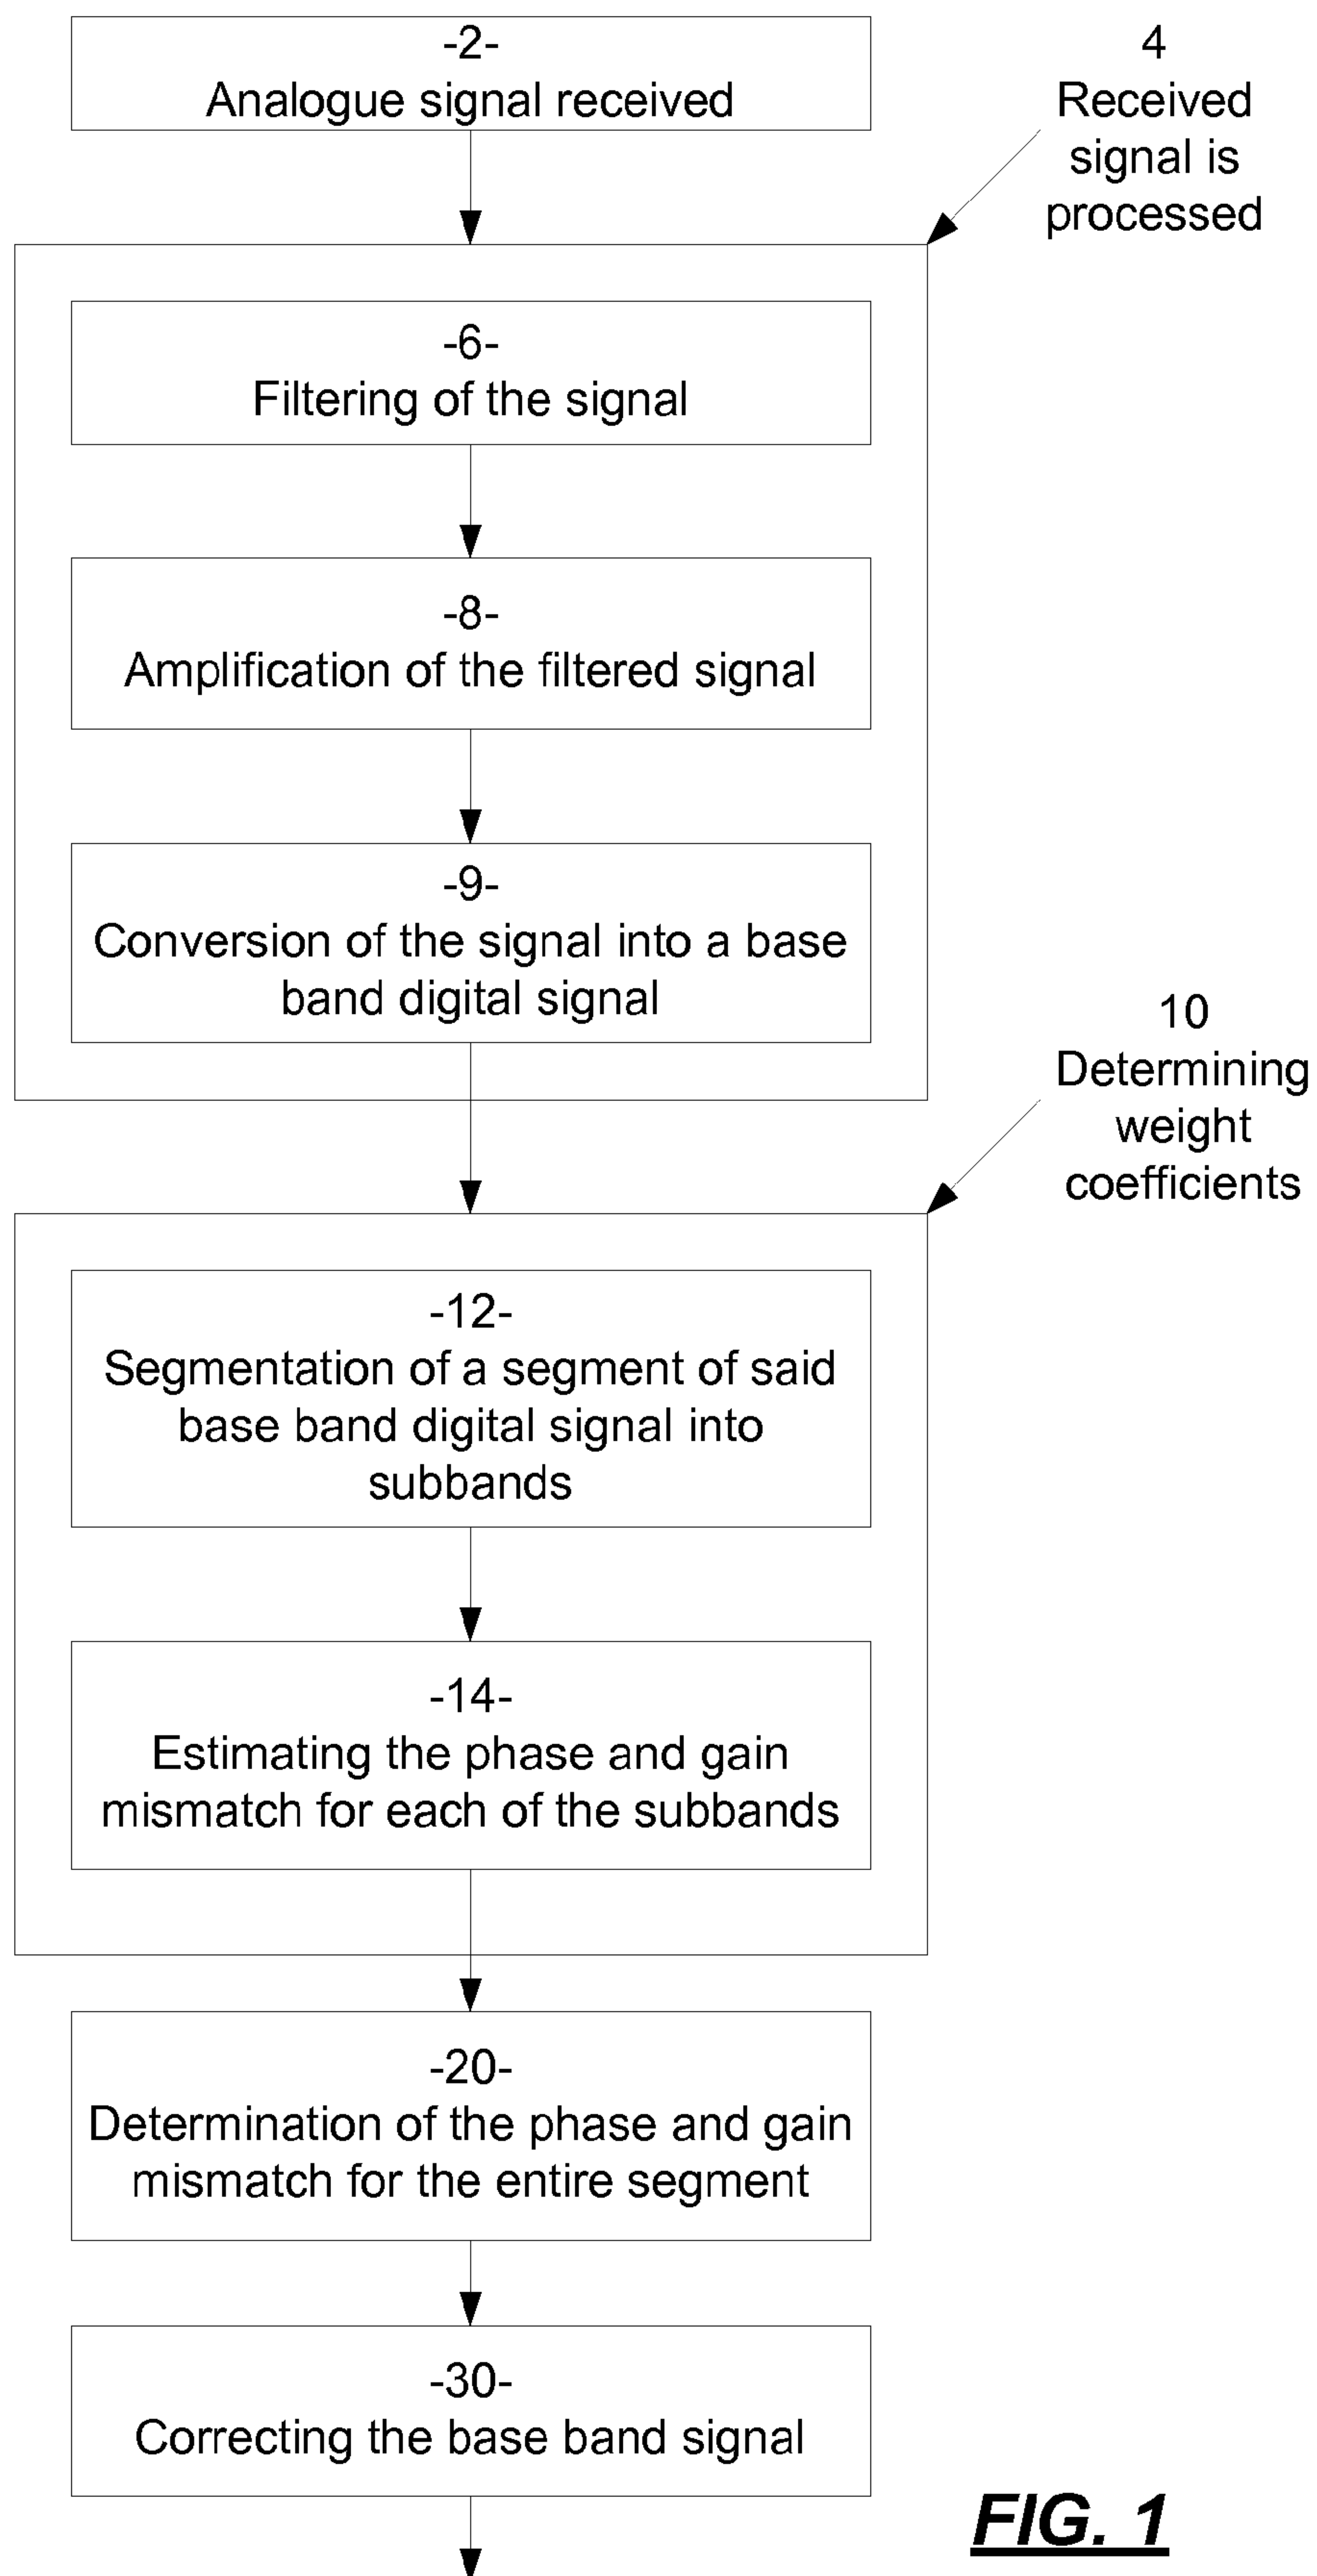 -2-
Analogue signal received
4
Received
signal is
processed
-6-
Filtering of the signal
-8-
Amplification of the filtered signal
-9-
Conversion of the signal into a base
band digital signal
10
Determining
weight
coefficients
-12-
Segmentation of a segment of said
base band digital signal into
subbands
-14-
Estimating the phase and gain
mismatch for each of the subbands
-20-
Determination of the phase and gain
mismatch for the entire segment
-30-
Correcting the base band signal
FIG. 1